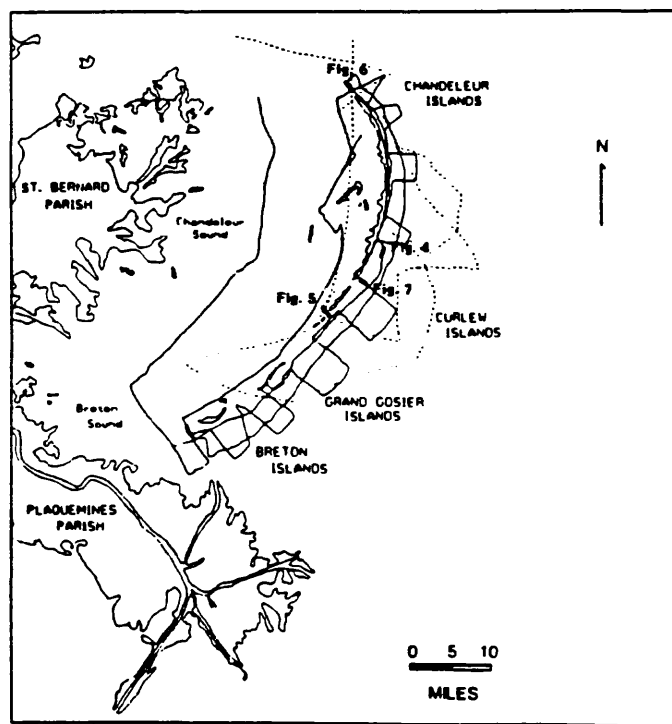 Fig. 6
CHANDELEUR
ISLANDS
N
ST. BERNARD
PARISH
Chandeleur
Sound
Fig. 4
Fig. 7
Fig. 5
CURLEW
ISLANDS
GRAND GOSIER
ISLANDS
Breton
Sound
BRETON
ISLANDS
PLAQUEMINES
PARISH
0 5 10
MILES